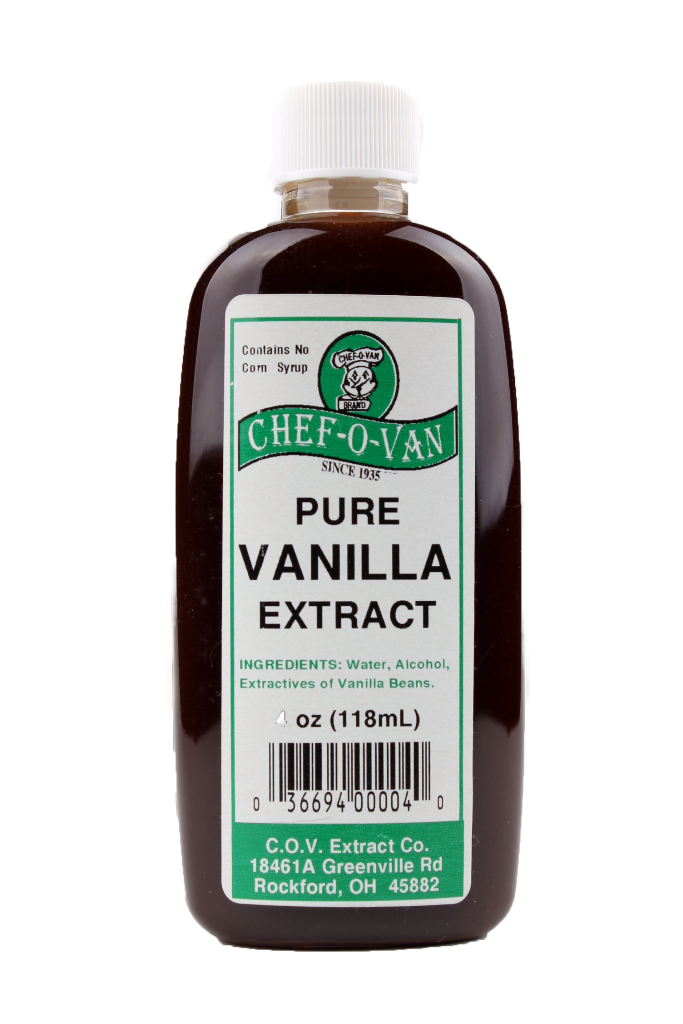 Contains No
Corn Syrup
CHEF-O-VAN
BRAND
CHEF-O-VAN
SINCE 1935
PURE
VANILLA
EXTRACT
INGREDIENTS: Water, Alcohol,
Extractives of Vanilla Beans.
4 oz (118mL)
0 36694 00004 0
C.O.V. Extract Co.
18461A Greenville Rd
Rockford, OH 45882